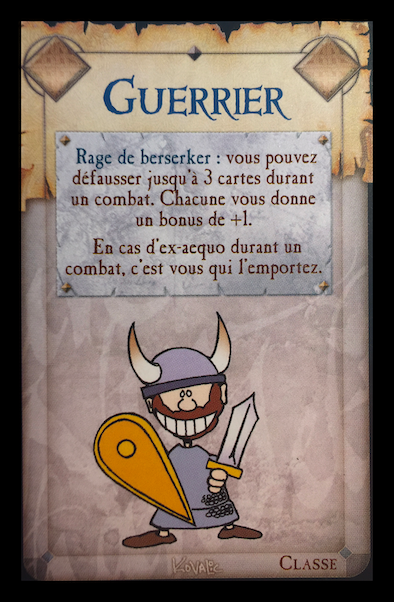 GUERRIER
Rage de berserker : vous pouvez
défausser jusqu'à 3 cartes durant
un combat. Chacune vous donne
un bonus de +1.
En cas d'ex-aequo durant un
combat, c'est vous qui l'emportez.
KOVALIC
CLASSE